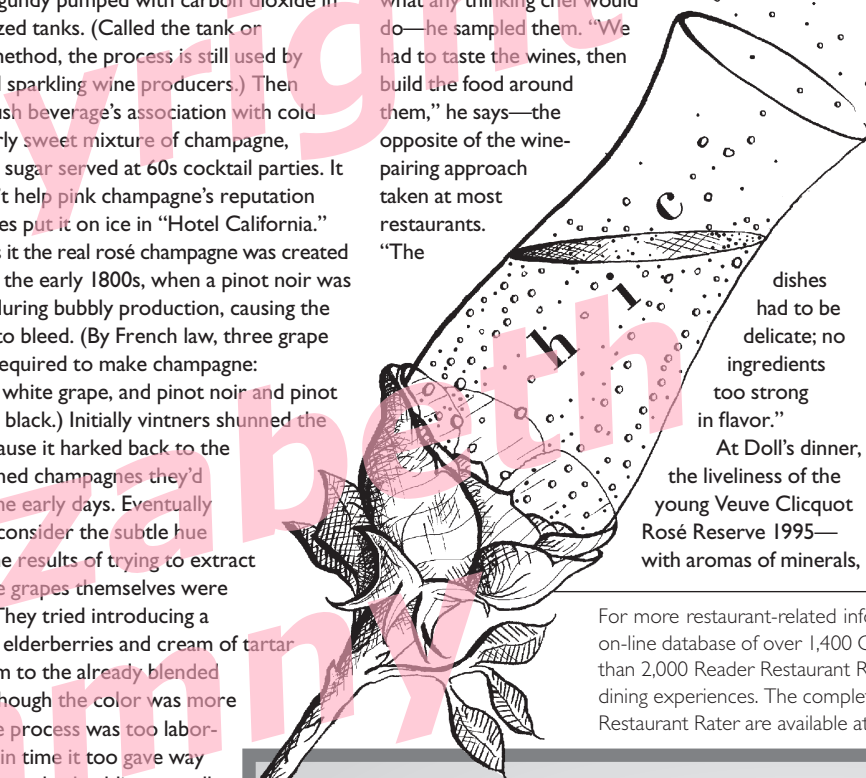 gundy pumped with carbon dioxide in
zed tanks. (Called the tank or
method, the process is still used by
sparkling wine producers.) Then
ush beverage's association with cold
rly sweet mixture of champagne,
sugar served at 60s cocktail parties. It
't help pink champagne's reputation
es put it on ice in “Hotel California.”
s it the real rosé champagne was created
the early 1800s, when a pinot noir was
during bubbly production, causing the
to bleed. (By French law, three grape
equired to make champagne:
white grape, and pinot noir and pinot
black.) Initially vintners shunned the
ause it harked back to the
ned champagnes they'd
he early days. Eventually
consider the subtle hue
he results of trying to extract
e grapes themselves were
They tried introducing a
elderberries and cream of tartar
m to the already blended
hough the color was more
e process was too labor-
in time it too gave way
what any thinking chef would
do—he sampled them. “We
had to taste the wines, then
build the food around
them,” he says—the
opposite of the wine-
pairing approach
taken at most
restaurants.
“The
dishes
had to be
delicate; no
ingredients
too strong
in flavor.”
At Doll's dinner,
the liveliness of the
young Veuve Clicquot
Rosé Reserve 1995—
with aromas of minerals,
c
h i
For more restaurant-related info
on-line database of over 1,400 C
than 2,000 Reader Restaurant R
dining experiences. The comple
Restaurant Rater are available at
yright
zabeth
amny